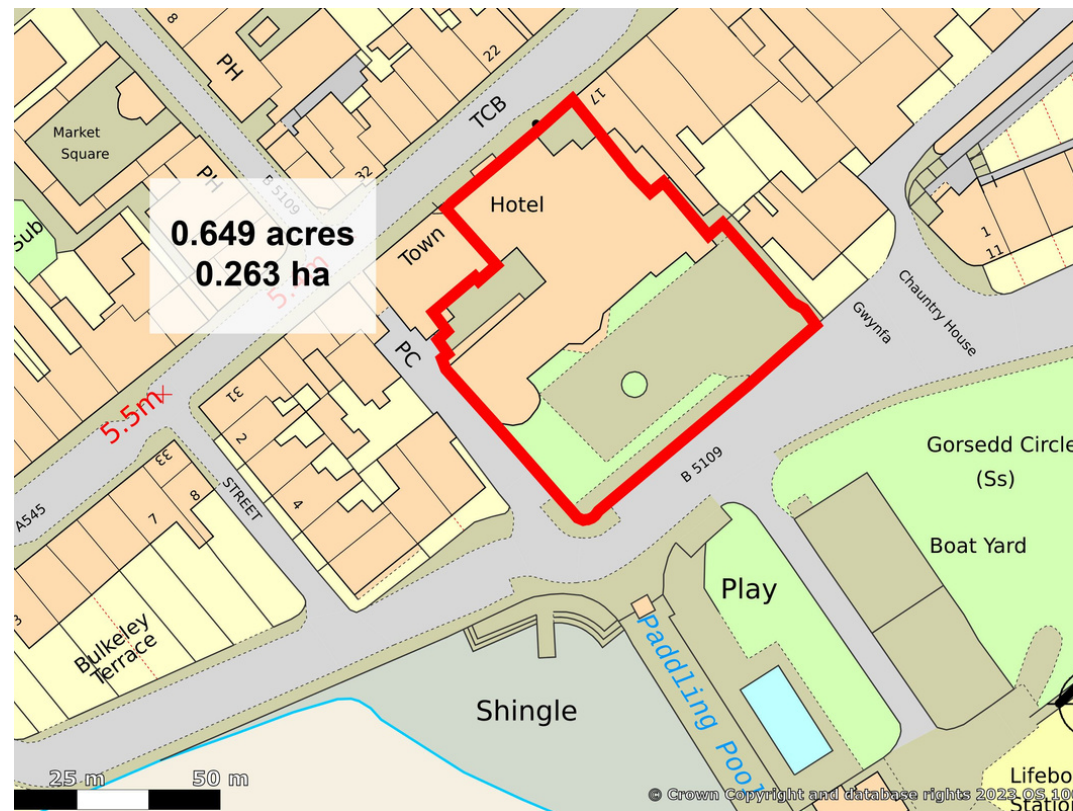 8
PH
22
TCB
17
Market
Square
PH
B 5109
32
Sub
0.649 acres
0.263 ha
Hotel
Town
1
11
Chauntry House
Gwynfa
PC
5.5m
31
2
4
STREET
33
8
7
A545
3
B 5109
Gorsedd Circle
(Ss)
Boat Yard
Play
Bulkeley
Terrace
Paddling Pool
Shingle
25 m
50 m
© Crown Copyright and database rights 2023 OS 100
Lifebo
Station